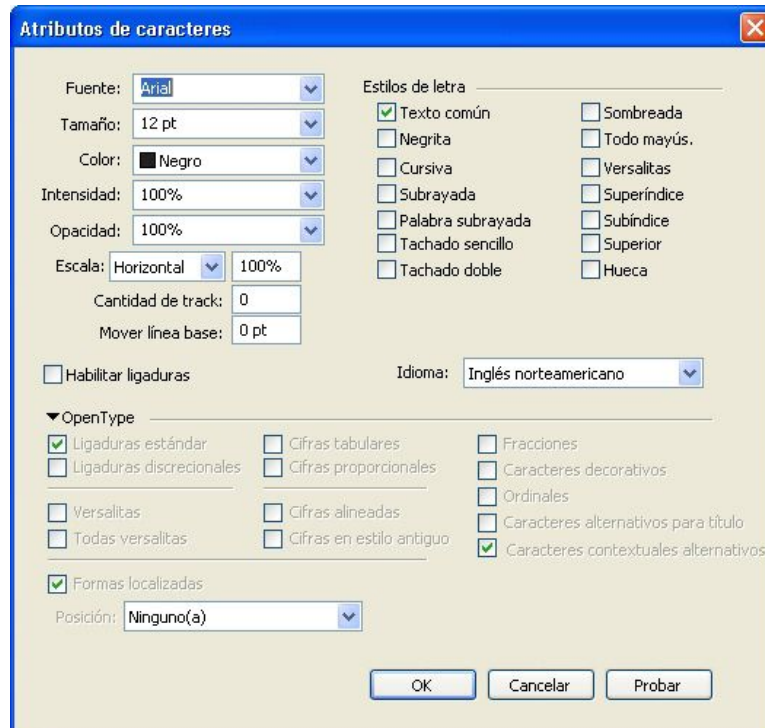 Atributos de caracteres
Fuente: Arial
Tamaño: 12 pt
Color: Negro
Intensidad: 100%
Opacidad: 100%
Escala: Horizontal 100%
Cantidad de track: 0
Mover línea base: 0 pt
Estilos de letra
Texto común
Negrita
Cursiva
Subrayada
Palabra subrayada
Tachado sencillo
Tachado doble
Sombreada
Todo mayús.
Versalitas
Superíndice
Subíndice
Superior
Hueca
Habilitar ligaduras
Idioma: Inglés norteamericano
OpenType
Ligaduras estándar
Ligaduras discrecionales
Versalitas
Todas versalitas
Cifras tabulares
Cifras proporcionales
Cifras alineadas
Cifras en estilo antiguo
Fracciones
Caracteres decorativos
Ordinales
Caracteres alternativos para título
Caracteres contextuales alternativos
Formas localizadas
Posición: Ninguno(a)
OK Cancelar Probar